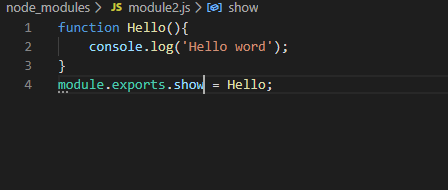 node_modules > JS module2.js > show
1 function Hello(){
2 console.log('Hello word');
3 }
4 module.exports.show = Hello;